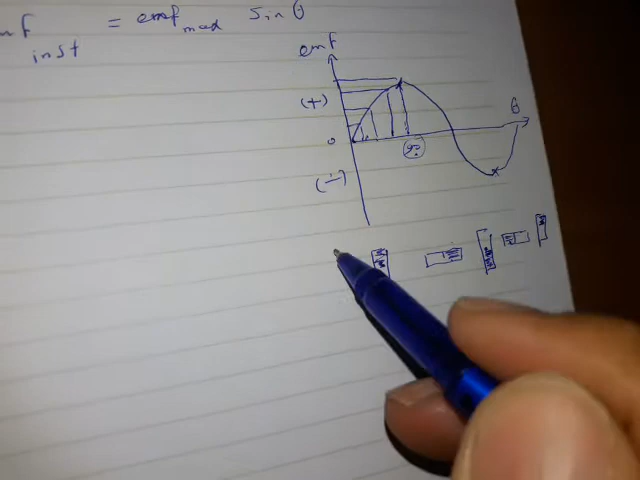 emf inst = emf max Sin θ
emf
(+)
θ
0
90°
(-)